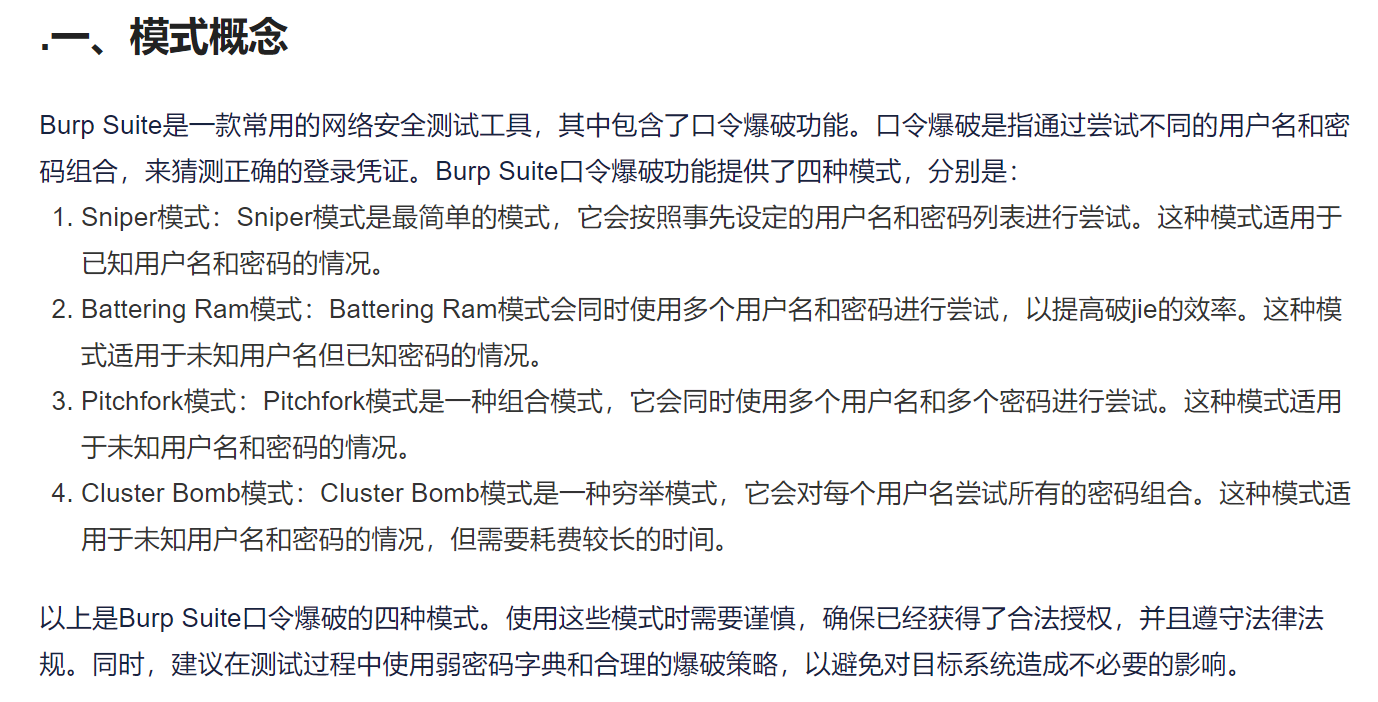 .一、模式概念
Burp Suite是一款常用的网络安全测试工具，其中包含了口令爆破功能。口令爆破是指通过尝试不同的用户名和密
码组合，来猜测正确的登录凭证。Burp Suite口令爆破功能提供了四种模式，分别是：
1. Sniper模式：Sniper模式是最简单的模式，它会按照事先设定的用户名和密码列表进行尝试。这种模式适用于
已知用户名和密码的情况。
2. Battering Ram模式：Battering Ram模式会同时使用多个用户名和密码进行尝试，以提高破jie的效率。这种模
式适用于未知用户名但已知密码的情况。
3. Pitchfork模式：Pitchfork模式是一种组合模式，它会同时使用多个用户名和多个密码进行尝试。这种模式适用
于未知用户名和密码的情况。
4. Cluster Bomb模式：Cluster Bomb模式是一种穷举模式，它会对每个用户名尝试所有的密码组合。这种模式适
用于未知用户名和密码的情况，但需要耗费较长的时间。
以上是Burp Suite口令爆破的四种模式。使用这些模式时需要谨慎，确保已经获得了合法授权，并且遵守法律法
规。同时，建议在测试过程中使用弱密码字典和合理的爆破策略，以避免对目标系统造成不必要的影响。